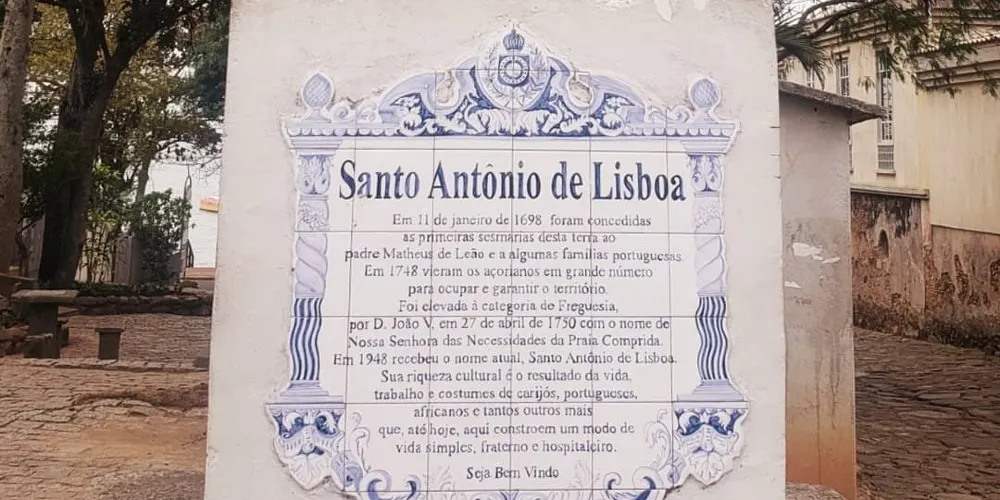 Santo Antônio de Lisboa
Em 11 de janeiro de 1698 foram concedidas
as primeiras sesmarias desta terra ao
padre Matheus de Leão e a algumas famílias portuguesas.
Em 1748 vieram os açorianos em grande número
para ocupar e garantir o território.
Foi elevada à categoria de Freguesia,
por D. João V, em 27 de abril de 1750 com o nome de
Nossa Senhora das Necessidades da Praia Comprida.
Em 1948 recebeu o nome atual, Santo Antônio de Lisboa.
Sua riqueza cultural é o resultado da vida,
trabalho e costumes de carijós, portugueses,
africanos e tantos outros mais
que, até hoje, aqui constroem um modo de
vida simples, fraterno e hospitaleiro.
Seja Bem Vindo